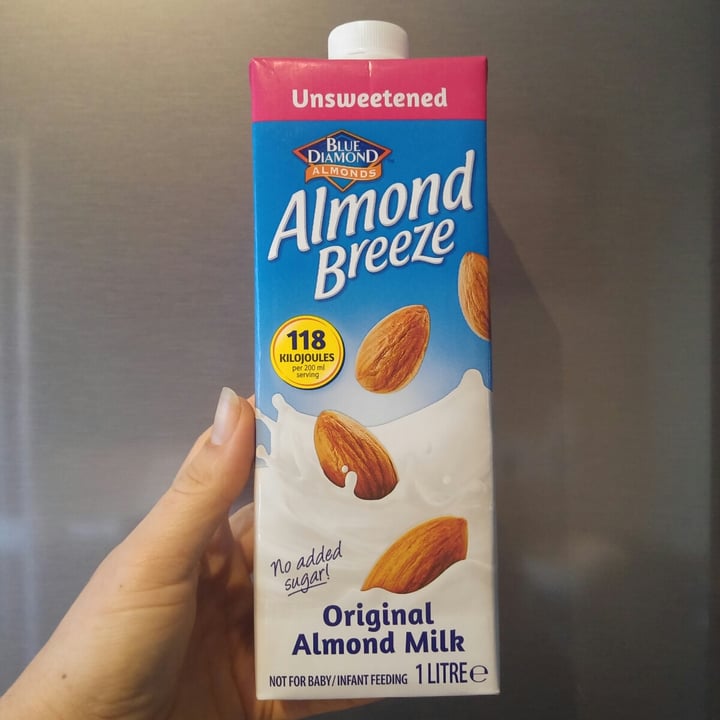 Unsweetened
BLUE
DIAMOND
ALMONDS
Almond
Breeze
118
KILOJOULES
per 200 ml
serving
No added
sugar!
Original
Almond Milk
NOT FOR BABY/INFANT FEEDING 1 LITRE ℮